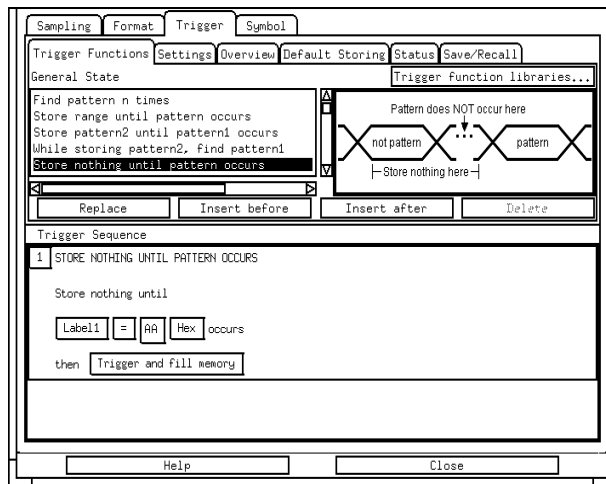 Sampling Format Trigger Symbol
Trigger Functions Settings Overview Default Storing Status Save/Recall
General State
Trigger function libraries...
Find pattern n times
Store range until pattern occurs
Store pattern2 until pattern1 occurs
While storing pattern2, find pattern1
Store nothing until pattern occurs
Pattern does NOT occur here
not pattern ... pattern
Store nothing here
Replace Insert before Insert after Delete
Trigger Sequence
1 STORE NOTHING UNTIL PATTERN OCCURS
Store nothing until
Label1 = AA Hex occurs
then Trigger and fill memory
Help Close